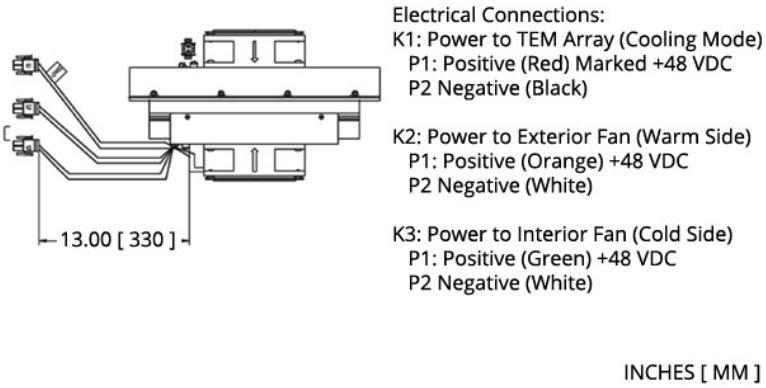 Electrical Connections:
K1: Power to TEM Array (Cooling Mode)
P1: Positive (Red) Marked +48 VDC
P2 Negative (Black)
K2: Power to Exterior Fan (Warm Side)
P1: Positive (Orange) +48 VDC
P2 Negative (White)
K3: Power to Interior Fan (Cold Side)
P1: Positive (Green) +48 VDC
P2 Negative (White)
13.00 [ 330 ]
INCHES [ MM ]